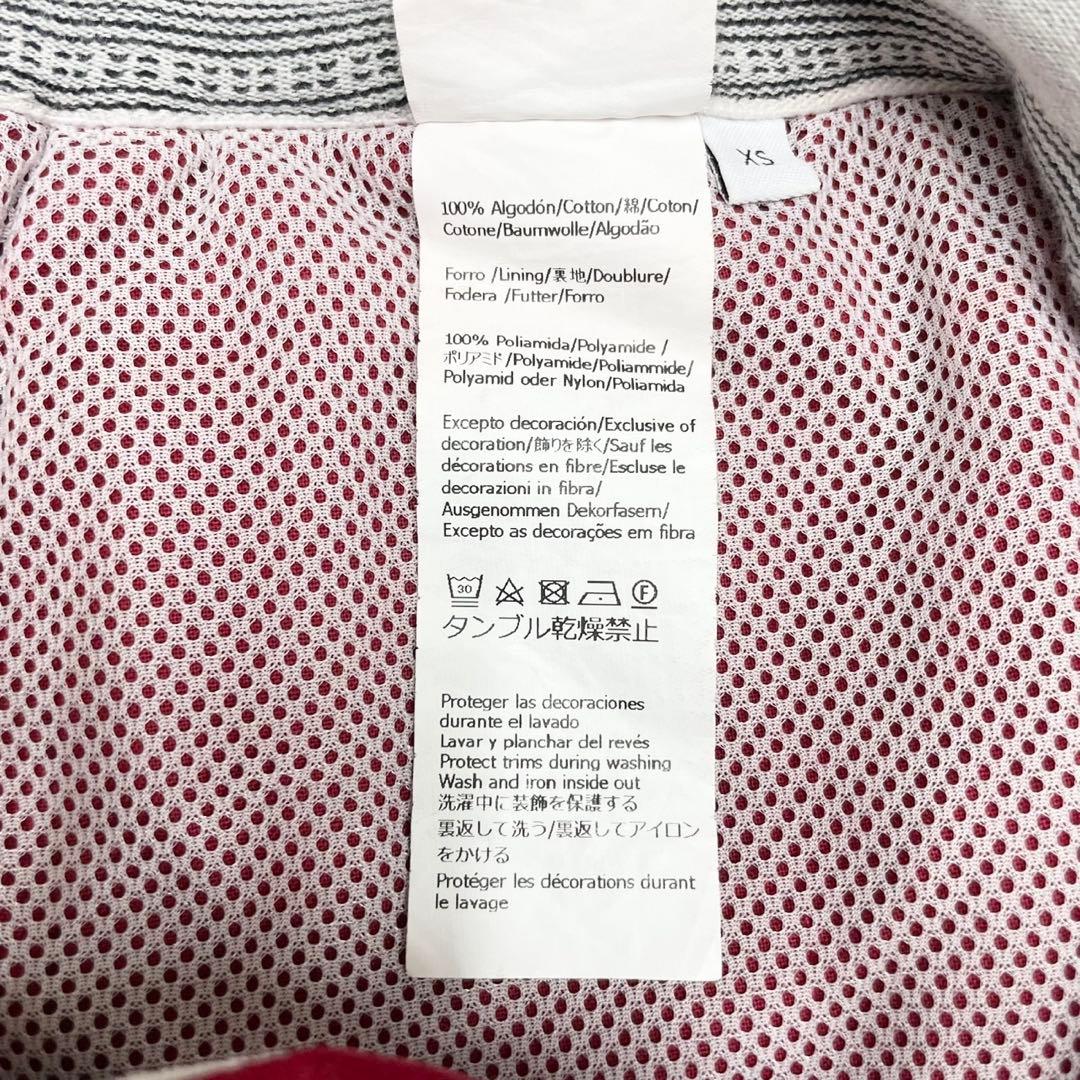 XS
100% Algodón/Cotton/綿/Coton/
Cotone/Baumwolle/Algodão
Forro /Lining/裏地/Doublure/
Fodera /Futter/Forro
100% Poliamida/Polyamide /
ポリアミド/Polyamide/Poliammide/
Polyamid oder Nylon/Poliamida
Excepto decoración/Exclusive of
decoration/飾りを除く/Sauf les
décorations en fibre/Escluse le
decorazioni in fibra/
Ausgenommen Dekorfasern/
Excepto as decorações em fibra
30 F
タンブル乾燥禁止
Proteger las decoraciones
durante el lavado
Lavar y planchar del revés
Protect trims during washing
Wash and iron inside out
洗濯中に装飾を保護する
裏返して洗う/裏返してアイロン
をかける
Protéger les décorations durant
le lavage